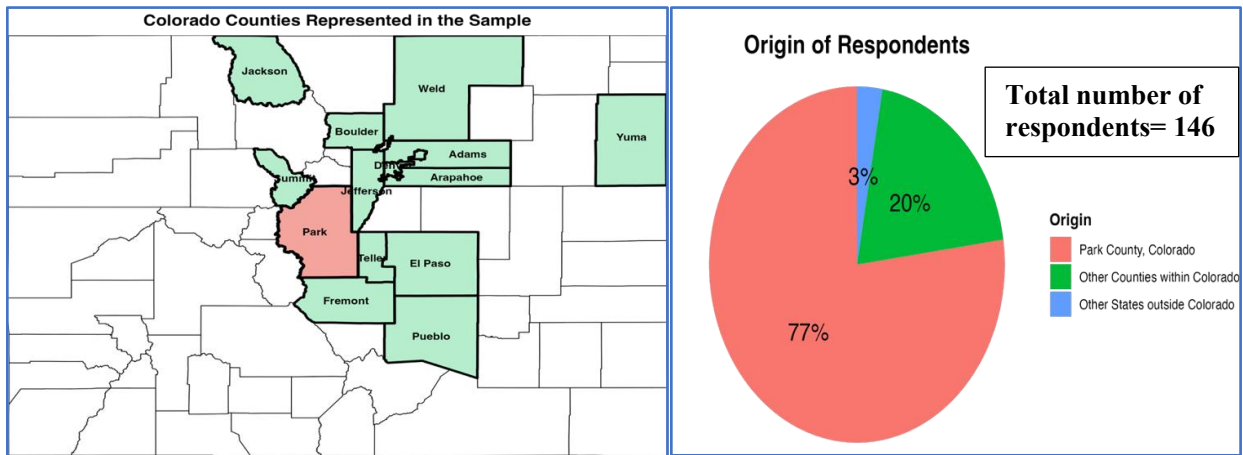 Colorado Counties Represented in the Sample
Jackson
Weld
Boulder
Yuma
Adams
Arapahoe
Summit
Jefferson
Park
Teller
El Paso
Fremont
Pueblo
Origin of Respondents
Total number of
respondents= 146
3%
20%
77%
Origin
Park County, Colorado
Other Counties within Colorado
Other States outside Colorado